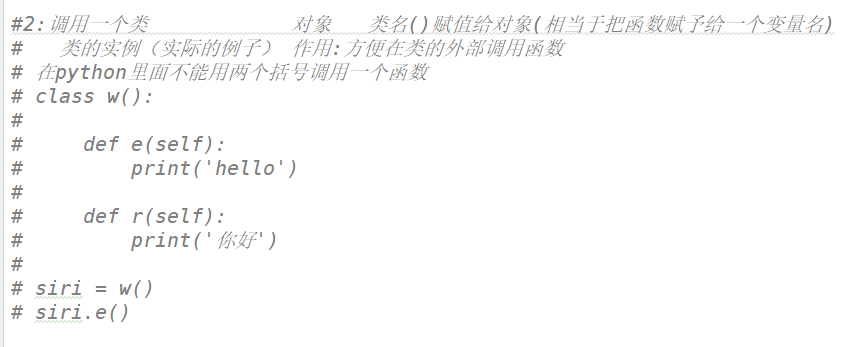 #2:调用一个类            对象   类名()赋值给对象(相当于把函数赋予给一个变量名)
#   类的实例（实际的例子） 作用:方便在类的外部调用函数
# 在python里面不能用两个括号调用一个函数
# class w():
#
#     def e(self):
#         print('hello')
#
#     def r(self):
#         print('你好')
#
# siri = w()
# siri.e()